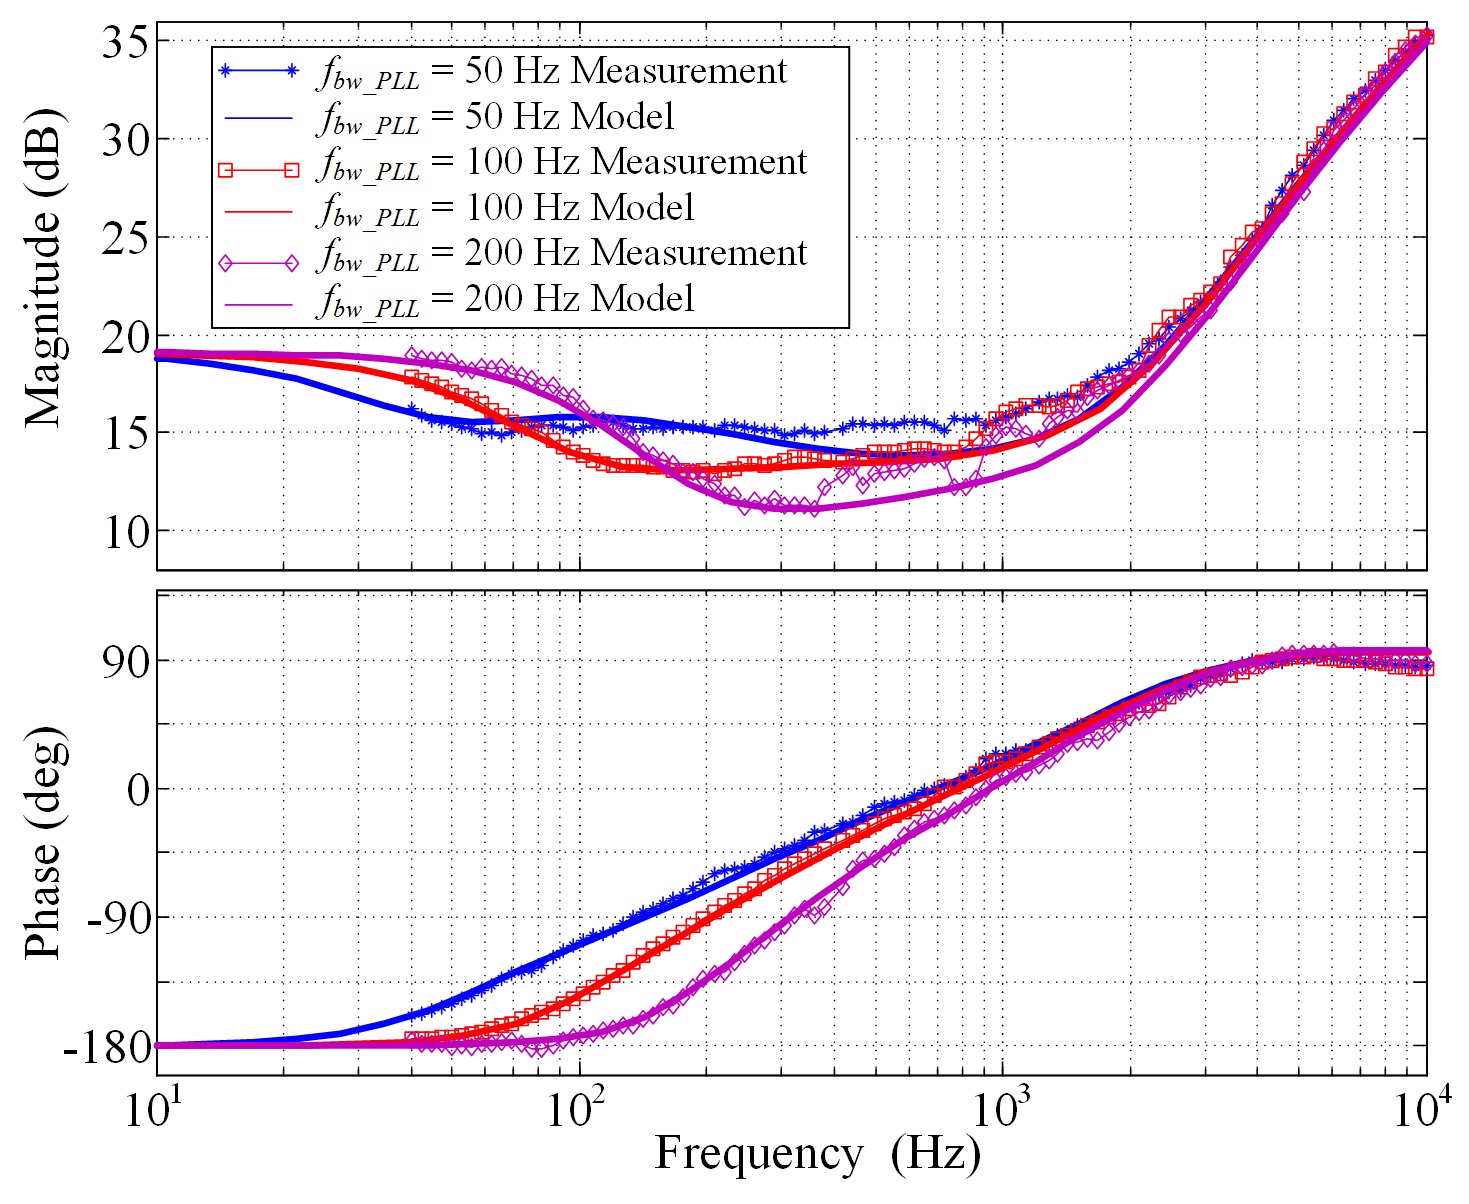 35
30
25
20
15
10
Magnitude (dB)
f_bw_PLL = 50 Hz Measurement
f_bw_PLL = 50 Hz Model
f_bw_PLL = 100 Hz Measurement
f_bw_PLL = 100 Hz Model
f_bw_PLL = 200 Hz Measurement
f_bw_PLL = 200 Hz Model
90
0
-90
-180
Phase (deg)
10^1 10^2 10^3 10^4
Frequency (Hz)